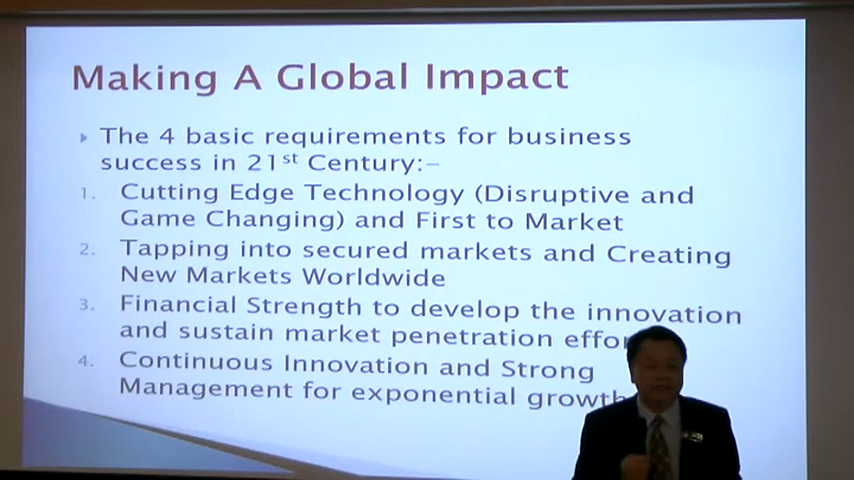 Making A Global Impact
The 4 basic requirements for business
success in 21st Century:–
1. Cutting Edge Technology (Disruptive and
Game Changing) and First to Market
2. Tapping into secured markets and Creating
New Markets Worldwide
3. Financial Strength to develop the innovation
and sustain market penetration
4. Continuous Innovation and Strong
Management for exponential growth